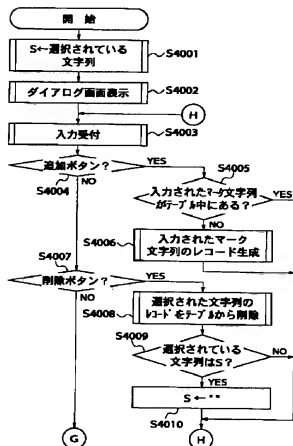 開始
S←選択されている
文字列
S4001
ダイアログ画面表示
S4002
H
入力受付
S4003
追加ボタン?
YES
S4004
NO
S4005
入力されたマーク文字列
がテーブル中にある?
YES
NO
S4006
入力されたマーク
文字列のレコード生成
S4007
削除ボタン?
YES
NO
選択された文字列の
レコードをテーブルから削除
S4008
S4009
選択されている
文字列はS?
NO
YES
S←""
S4010
G
H